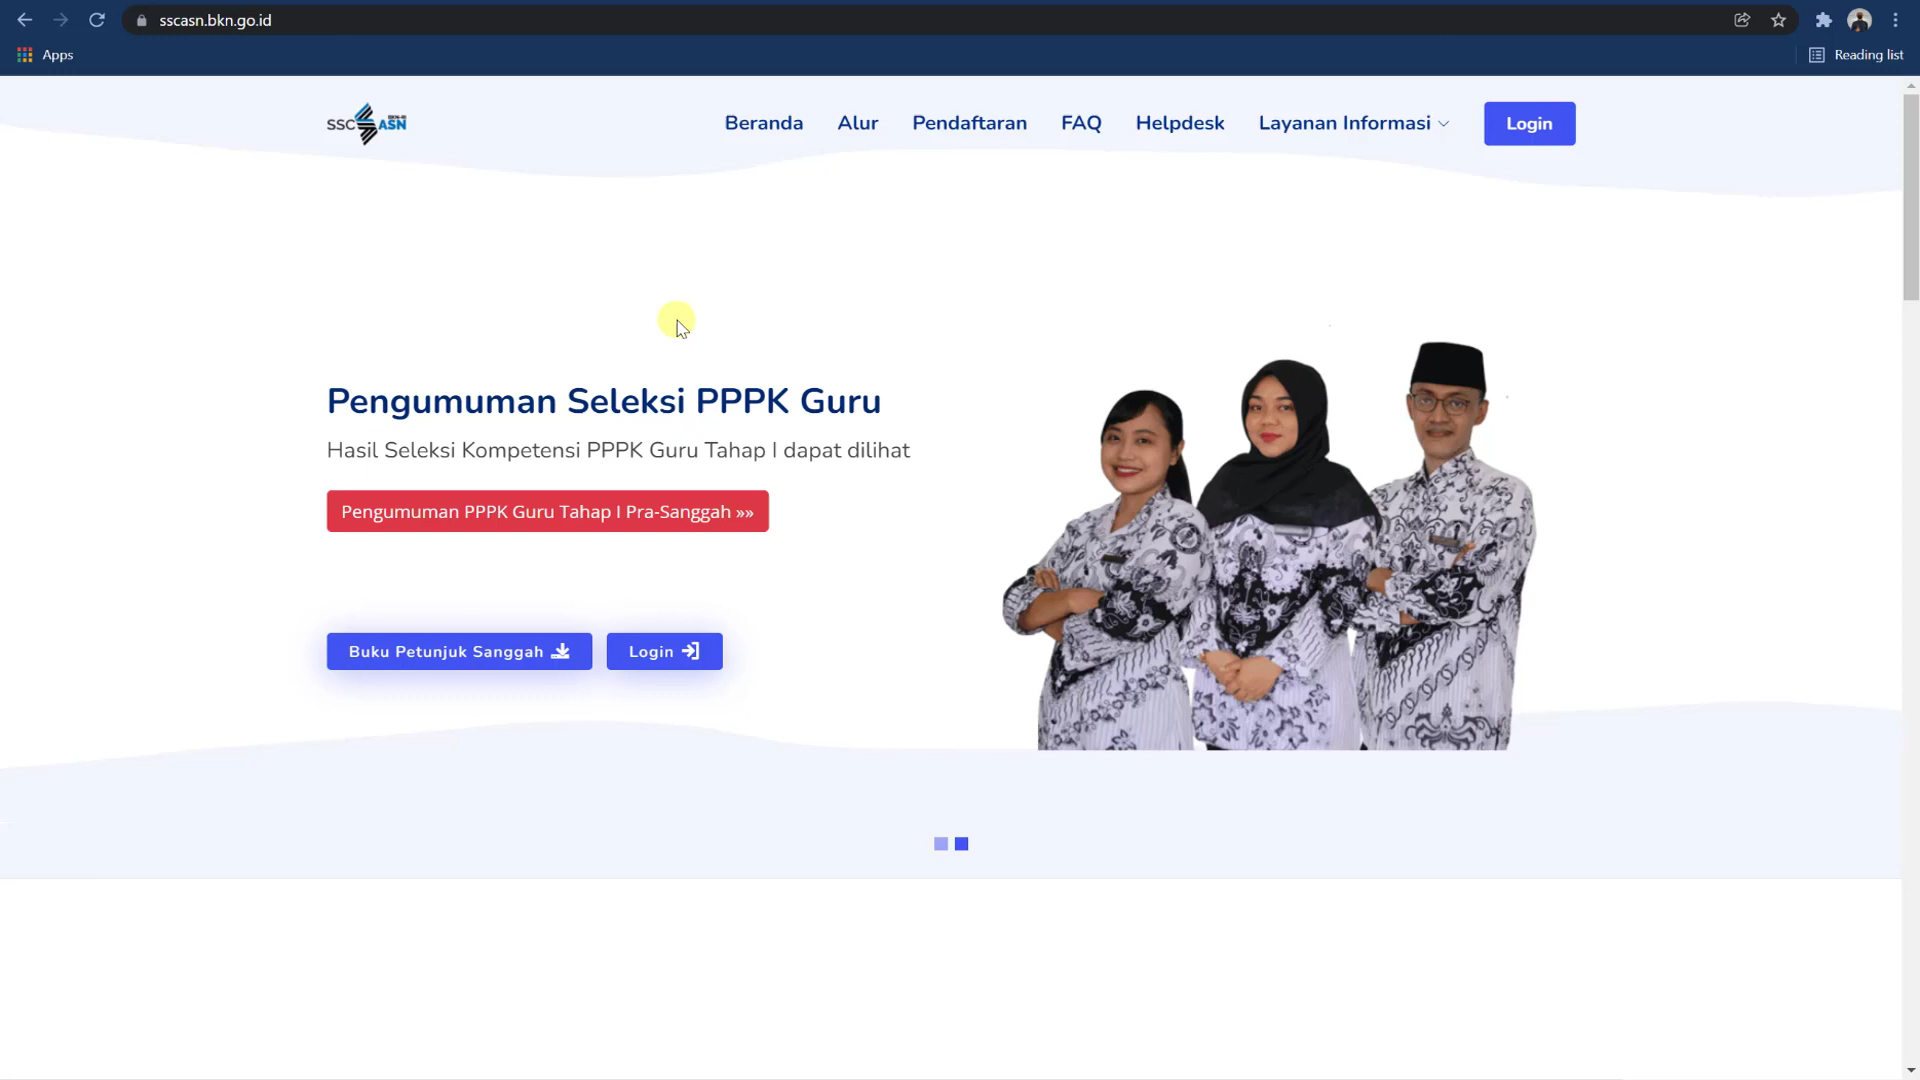 sscasn.bkn.go.id
Apps
Reading list
SSC ASN
Beranda
Alur
Pendaftaran
FAQ
Helpdesk
Layanan Informasi
Login
Pengumuman Seleksi PPPK Guru
Hasil Seleksi Kompetensi PPPK Guru Tahap I dapat dilihat
Pengumuman PPPK Guru Tahap I Pra-Sanggah »»
Buku Petunjuk Sanggah
Login